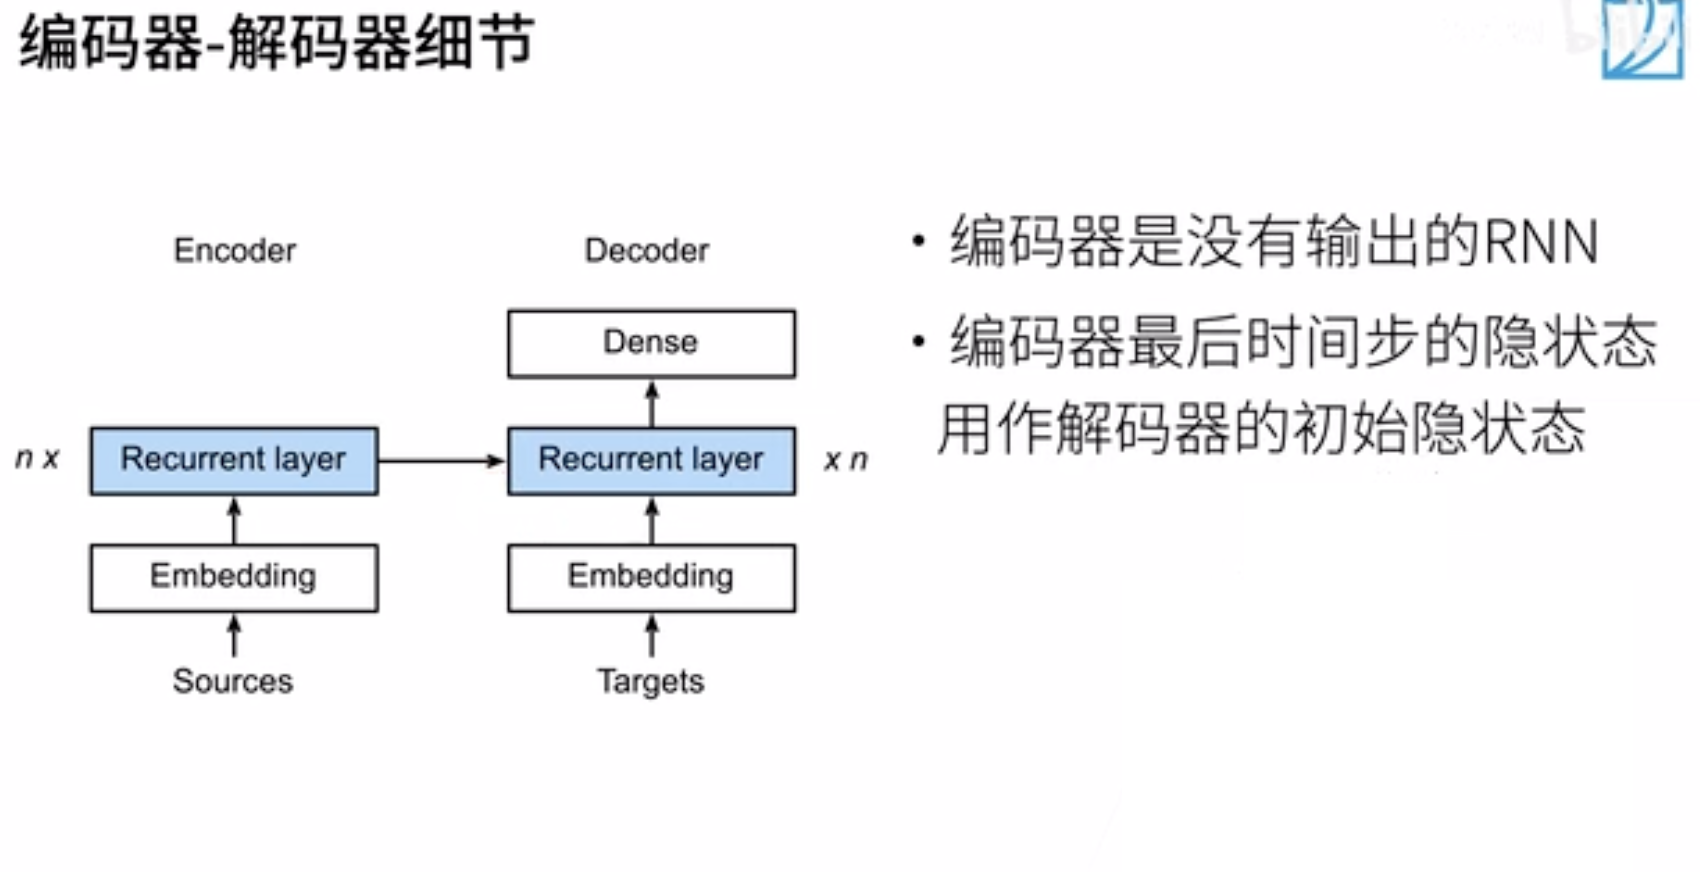 编码器-解码器细节
Encoder
Decoder
Dense
n x
Recurrent layer
Recurrent layer
x n
Embedding
Embedding
Sources
Targets
• 编码器是没有输出的RNN
• 编码器最后时间步的隐状态
用作解码器的初始隐状态